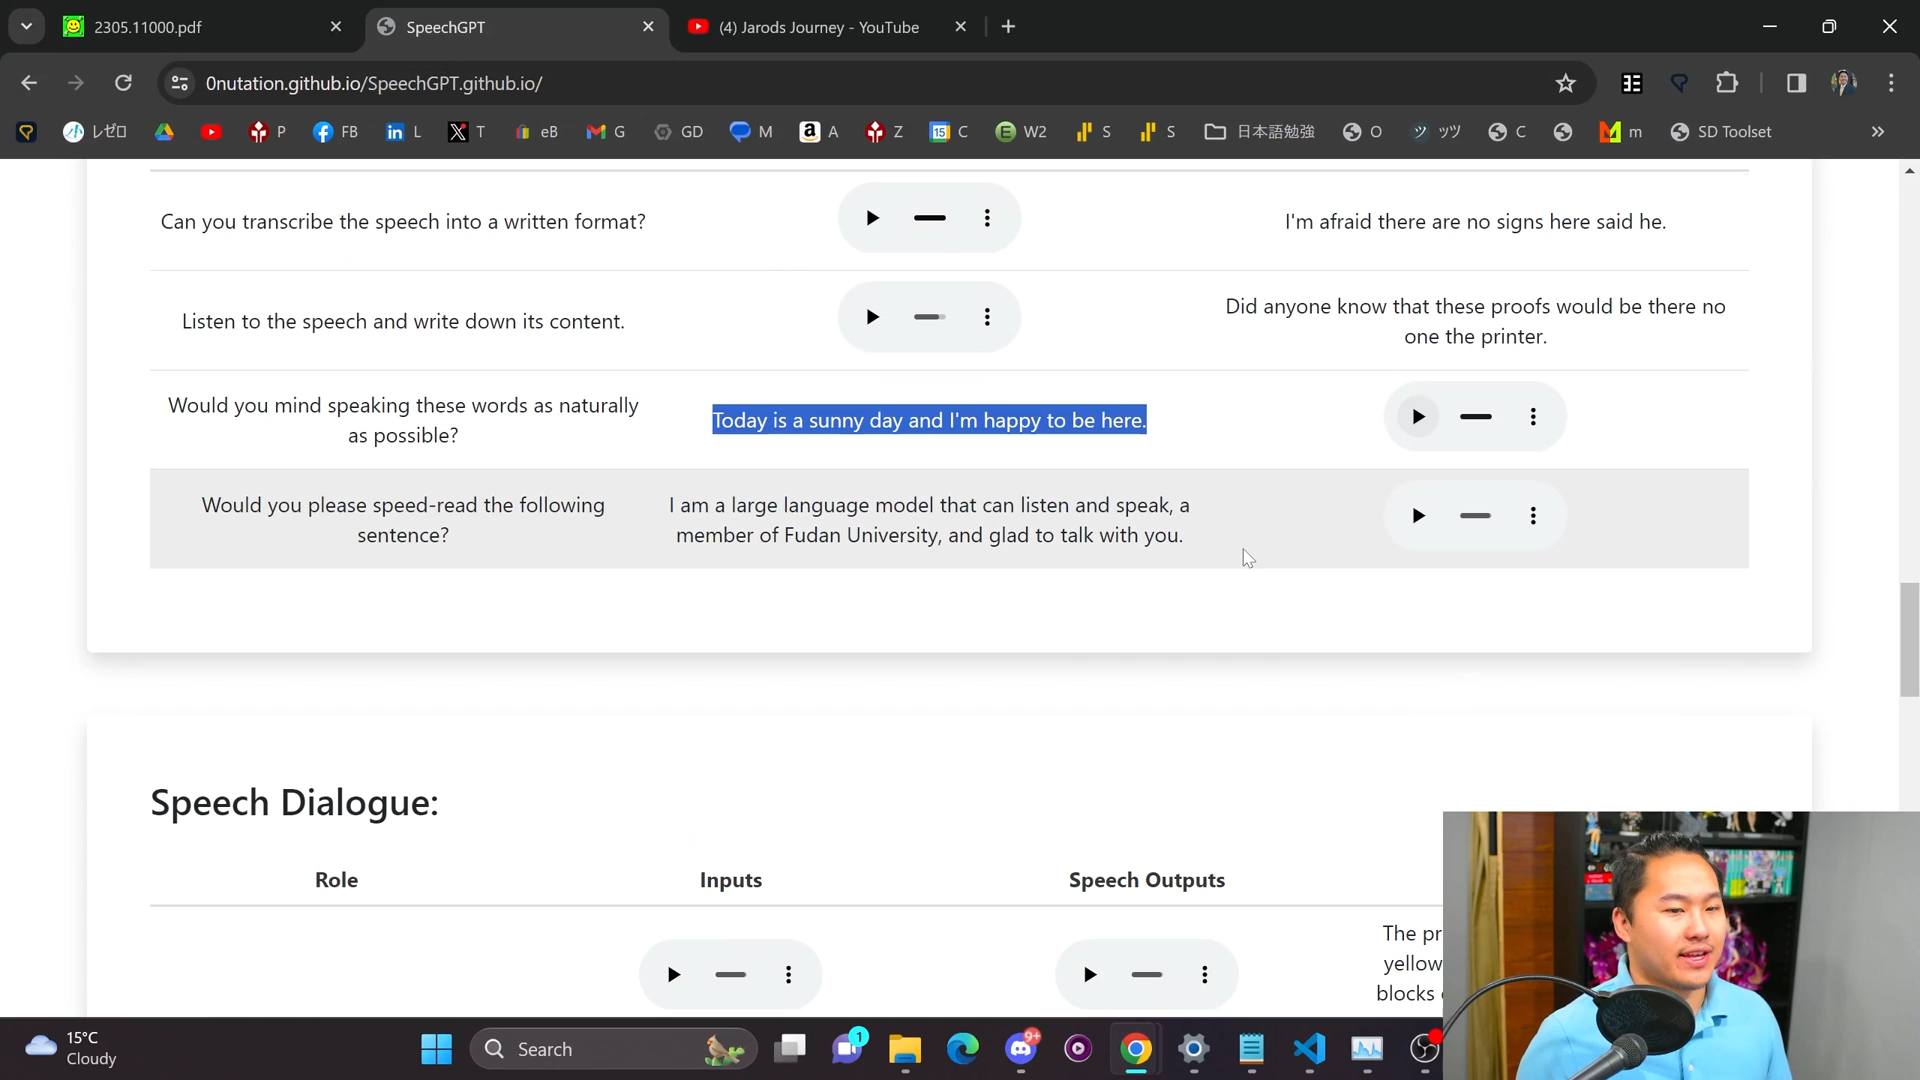 2305.11000.pdf
SpeechGPT
(4) Jarods Journey - YouTube
0nutation.github.io/SpeechGPT.github.io/
レゼロ
P
FB
L
T
eB
G
GD
M
A
Z
15 C
W2
S
S
日本語勉強
O
ツッツ
C
m
SD Toolset
Can you transcribe the speech into a written format?
I'm afraid there are no signs here said he.
Listen to the speech and write down its content.
Did anyone know that these proofs would be there no
one the printer.
Would you mind speaking these words as naturally
as possible?
Today is a sunny day and I'm happy to be here.
Would you please speed-read the following
sentence?
I am a large language model that can listen and speak, a
member of Fudan University, and glad to talk with you.
Speech Dialogue:
Role
Inputs
Speech Outputs
The pr
yellow
blocks
15°C
Cloudy
Search
1
9+